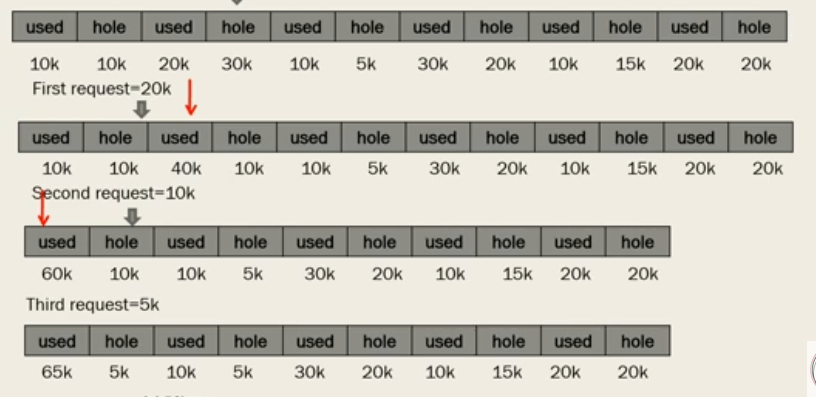 used hole used hole used hole used hole used hole used hole
10k 10k 20k 30k 10k 5k 30k 20k 10k 15k 20k 20k
First request=20k
used hole used hole used hole used hole used hole used hole
10k 10k 40k 10k 10k 5k 30k 20k 10k 15k 20k 20k
Second request=10k
used hole used hole used hole used hole used hole
60k 10k 10k 5k 30k 20k 10k 15k 20k 20k
Third request=5k
used hole used hole used hole used hole used hole
65k 5k 10k 5k 30k 20k 10k 15k 20k 20k